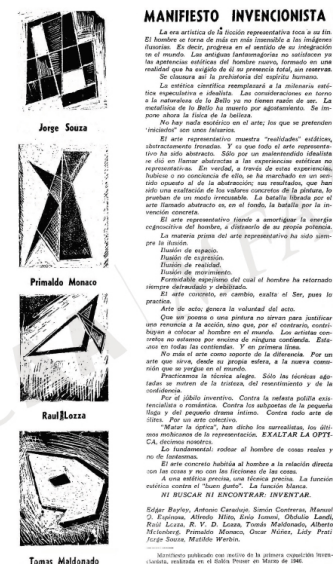 MANIFIESTO INVENCIONISTA
La era artística de la ficción representativa toca a su fin.
El hombre se torna de más en más insensible a las imágenes
ilusorias. Es decir, progresa en el sentido de su integración
en el mundo. Las antiguas fantasmagorías no satisfacen ya
las apetencias estéticas del hombre nuevo, formado en una
realidad que ha exigido de él su presencia total, sin reservas.
Se clausura así la prehistoria del espíritu humano.
La estética científica reemplazará a la milenaria esté-
tica especulativa e idealista. Las consideraciones en torno
a la naturaleza de lo Bello ya no tienen razón de ser. La
metafísica de lo Bello ha muerto por agotamiento. Se im-
pone ahora la física de la belleza.
No hay nada esotérico en el arte; los que se pretenden
"iniciados" son unos falsarios.
El arte representativo muestra "realidades" estáticas,
abstractamente trenadas. Y es que todo el arte representa-
tivo ha sido abstracto. Sólo por un malentendido idealista
se dió en llamar abstractas a las experiencias estéticas no
representativas. En verdad, a través de estas experiencias,
hubiese o no conciencia de ello, se ha marchado en un sen-
tido opuesto al de la abstracción; sus resultados, que han
sido una exaltación de los valores concretos de la pintura, lo
prueban de un modo irrecusable. La batalla librada por el
arte llamado abstracto es, en el fondo, la batalla por la in-
vención concreta.
El arte representativo tiende a amortiguar la energía
cognoscitiva del hombre, a distraerlo de su propia potencia.
La materia prima del arte representativo ha sido siem-
pre la ilusión.
Ilusión de espacio.
Ilusión de expresión.
Ilusión de realidad.
Ilusión de movimiento.
Formidable espejismo del cual el hombre ha retornado
siempre defraudado y debilitado.
El arte concreto, en cambio, exalta el Ser, pues lo
practica.
Arte de acto; genera la voluntad del acto.
Que un poema o una pintura no sirvan para justificar
una renuncia a la acción, sino que, por el contrario, contri-
buyan a colocar al hombre en el mundo. Los artistas con-
cretos no estamos por encima de ninguna contienda. Esta-
mos en todas las contiendas. Y en primera línea.
No más el arte como soporte de la diferencia. Por un
arte que sirva, desde su propia esfera, a la nueva comu-
nión que se yergue en el mundo.
Practicamos la técnica alegre. Sólo las técnicas ago-
tadas se nutren de la tristeza, del resentimiento y de la
confidencia.
Por el júbilo inventivo. Contra la nefasta polilla exis-
tencialista o romántica. Contra los subpoetas de la pequeña
llaga y del pequeño drama íntimo. Contra todo arte de
élites. Por un arte colectivo.
"Matar la óptica", han dicho los surrealistas, los últi-
mos mohicanos de la representación. EXALTAR LA OPTI-
CA, decimos nosotros.
Lo fundamental: rodear al hombre de cosas reales y
no de fantasmas.
El arte concreto habitúa al hombre a la relación directa
con las cosas y no con las ficciones de las cosas.
A una estética precisa, una técnica precisa. La función
estética contra el "buen gusto". La función blanca.
NI BUSCAR NI ENCONTRAR: INVENTAR.
Edgar Bayley, Antonio Caraduje, Simón Contreras, Manuel
O. Espinosa, Alfredo Hlito, Enio Iommi, Obdulio Landi,
Raúl Lozza, R. V. D. Lozza, Tomás Maldonado, Alberto
Molenberg, Primaldo Monaco, Oscar Núñez, Lidy Prati
Jorge Souza, Matilde Werbin.
Manifiesto publicado con motivo de la primera exposición inven-
cionista, realizada en el Salón Peuser en Marzo de 1946.
Jorge Souza
Primaldo Monaco
Raul Lozza
Tomas Maldonado